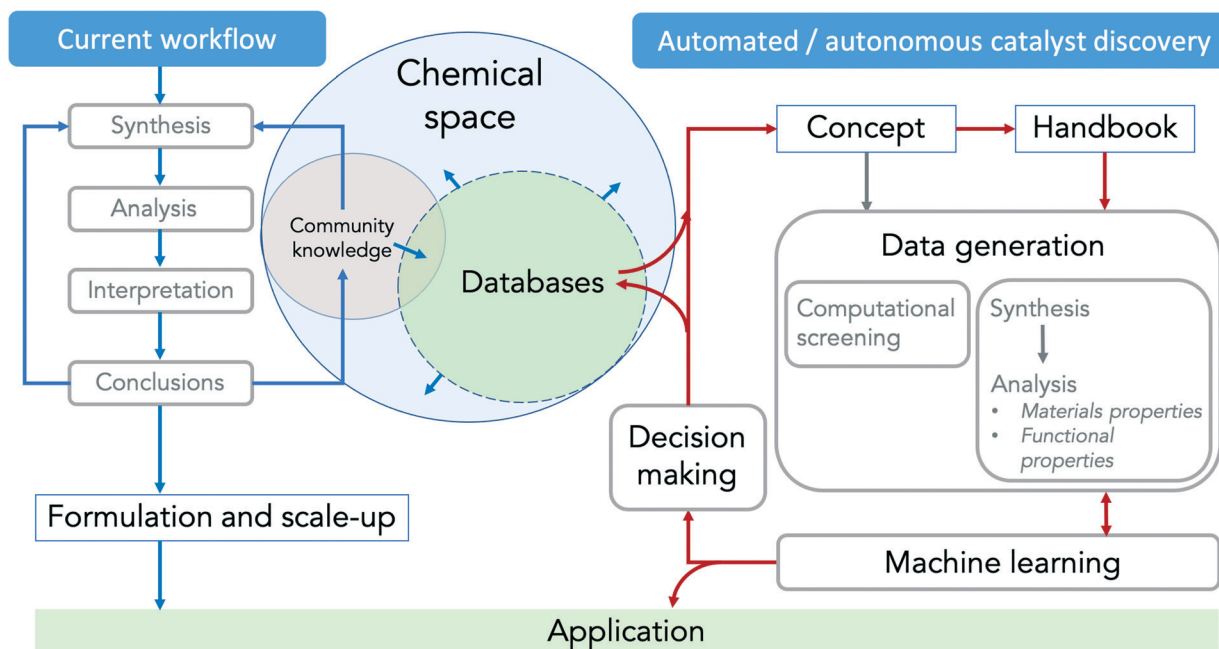 Current workflow
Synthesis
Analysis
Interpretation
Conclusions
Formulation and scale-up
Chemical
space
Community
knowledge
Databases
Automated / autonomous catalyst discovery
Concept
Handbook
Data generation
Computational
screening
Synthesis
Analysis
• Materials properties
• Functional
properties
Decision
making
Machine learning
Application